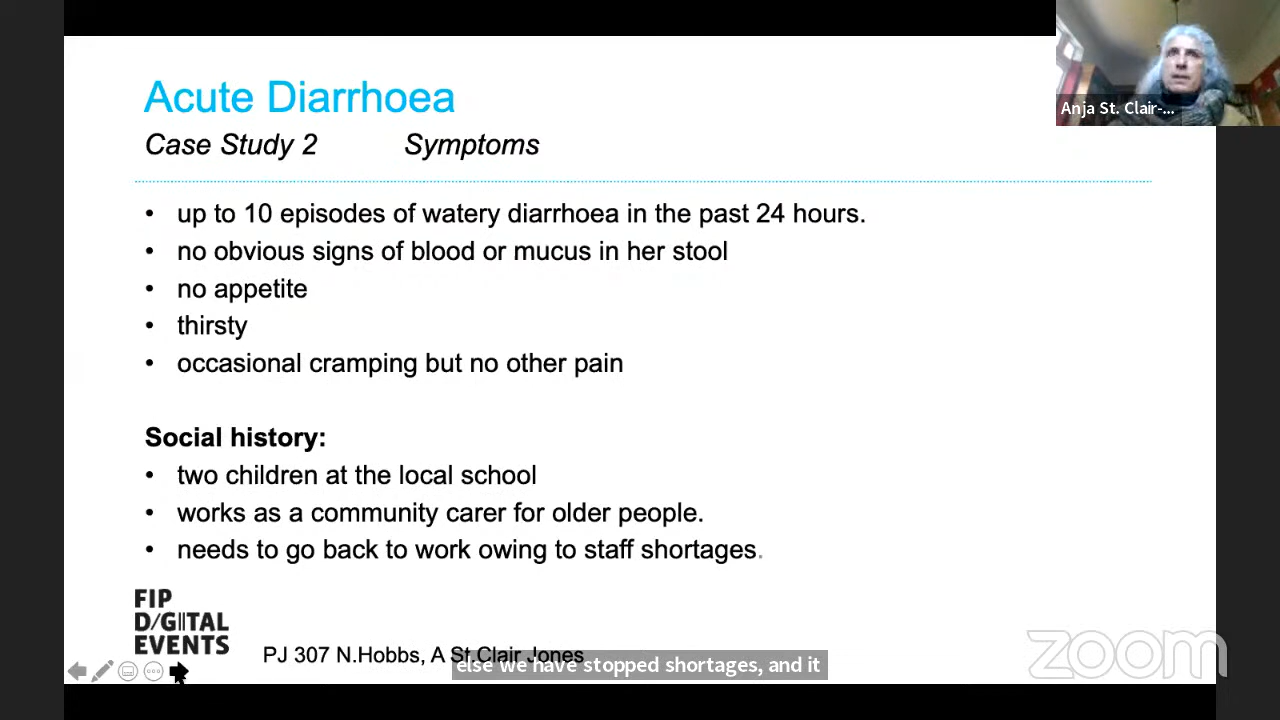 Acute Diarrhoea
Case Study 2 Symptoms
• up to 10 episodes of watery diarrhoea in the past 24 hours.
• no obvious signs of blood or mucus in her stool
• no appetite
• thirsty
• occasional cramping but no other pain
Social history:
• two children at the local school
• works as a community carer for older people.
• needs to go back to work owing to staff shortages.
FIP
D/GITAL
EVENTS
PJ 307 N.Hobbs, A St.Clair Jones
else we have stopped shortages, and it
Anja St. Clair-...
zoom